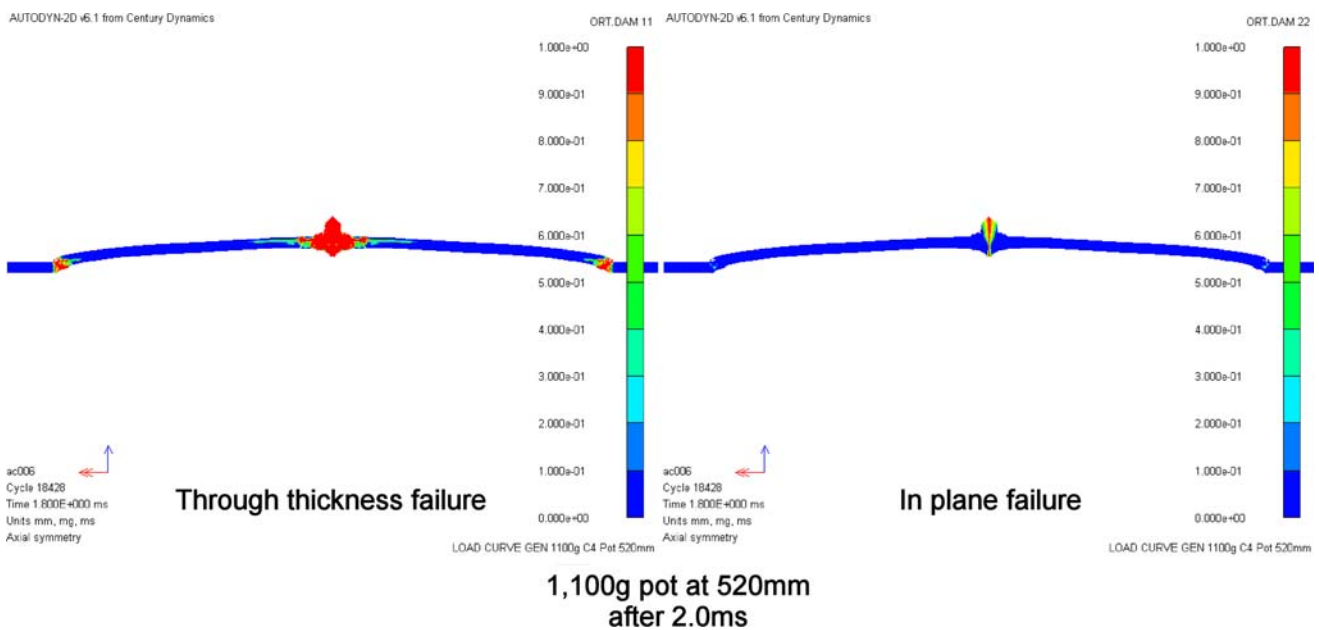 AUTODYN-2D v6.1 from Century Dynamics
ORT.DAM 11
1.000e+00
9.000e-01
8.000e-01
7.000e-01
6.000e-01
5.000e-01
4.000e-01
3.000e-01
2.000e-01
1.000e-01
0.000e+00
ac006
Cycle 18428
Time 1.800E+000 ms
Units mm, mg, ms
Axial symmetry
Through thickness failure
LOAD CURVE GEN 1100g C4 Pot 520mm
AUTODYN-2D v6.1 from Century Dynamics
ORT.DAM 22
1.000e+00
9.000e-01
8.000e-01
7.000e-01
6.000e-01
5.000e-01
4.000e-01
3.000e-01
2.000e-01
1.000e-01
0.000e+00
ac006
Cycle 18428
Time 1.800E+000 ms
Units mm, mg, ms
Axial symmetry
In plane failure
LOAD CURVE GEN 1100g C4 Pot 520mm
1,100g pot at 520mm
after 2.0ms